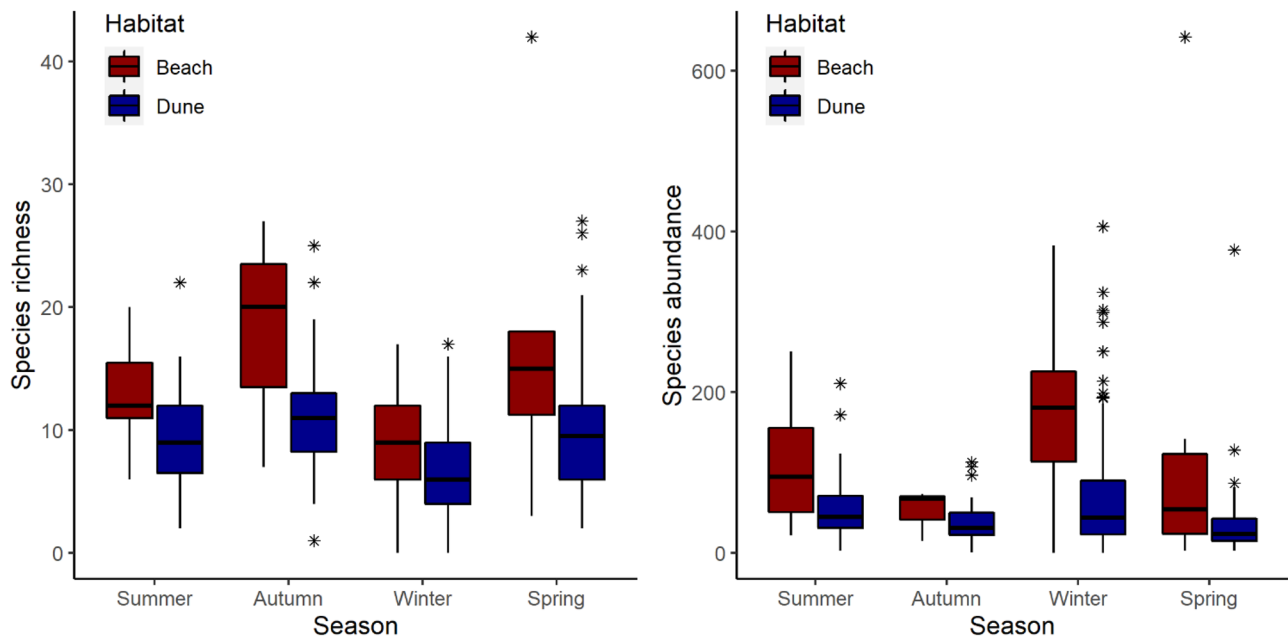 Habitat
Beach
Dune
Species richness
40
30
20
10
0
Summer Autumn Winter Spring
Season
Habitat
Beach
Dune
Species abundance
600
400
200
0
Summer Autumn Winter Spring
Season